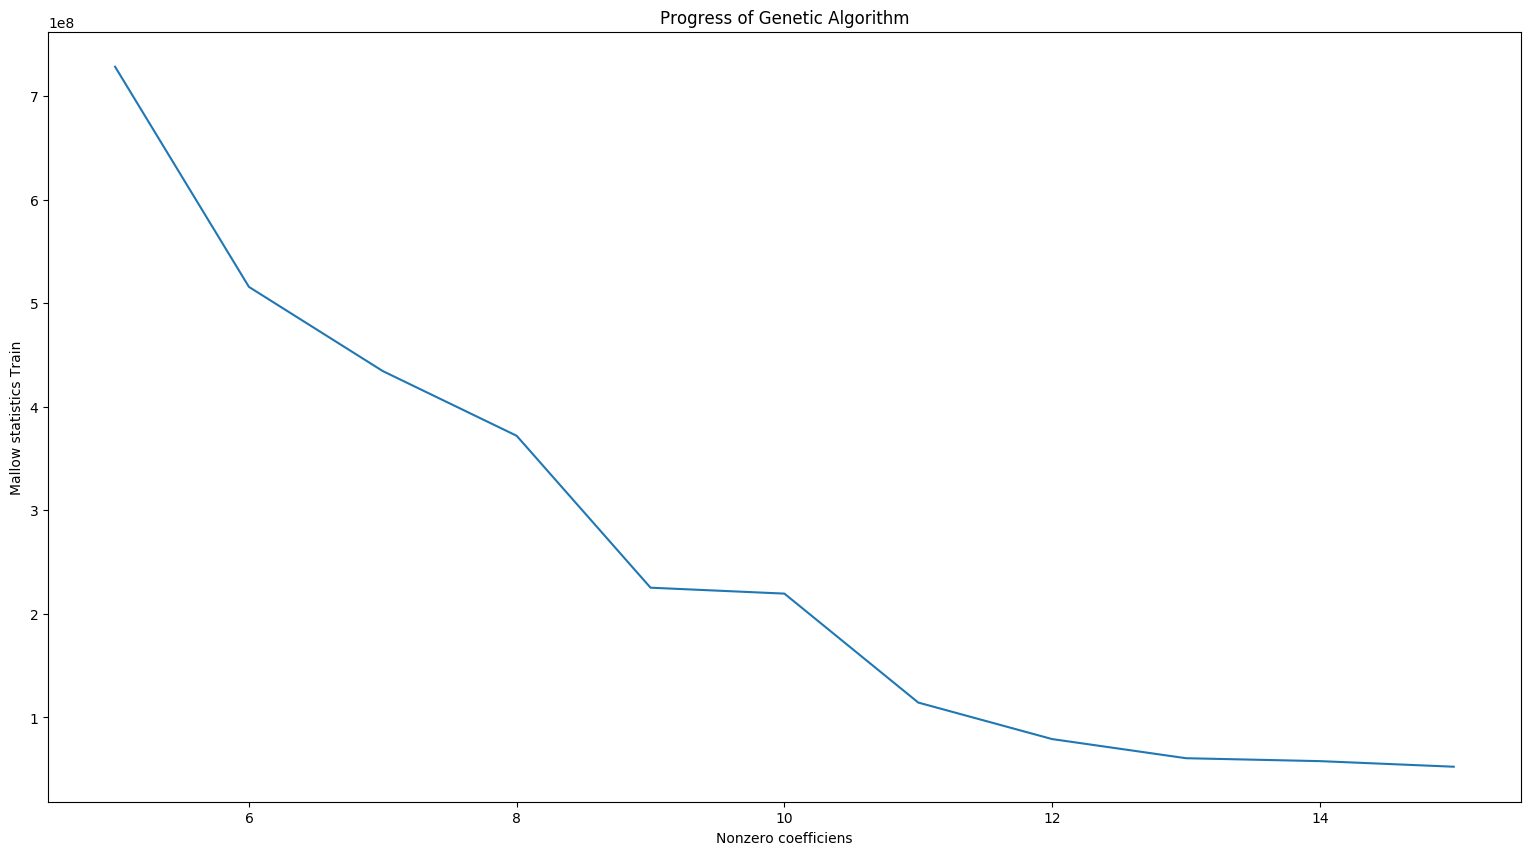 Progress of Genetic Algorithm
1e8
7
6
5
4
3
2
1
Mallow statistics Train
6 8 10 12 14
Nonzero coefficiens